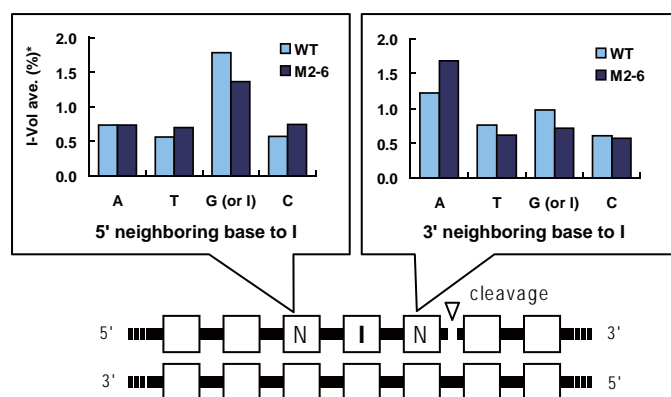 I-Vol ave. (%)*
2.0
1.5
1.0
0.5
0.0
WT
M2-6
A T G (or I) C
5' neighboring base to I
2.0
1.5
1.0
0.5
0.0
WT
M2-6
A T G (or I) C
3' neighboring base to I
cleavage
5' N I N 3'
3' 5'